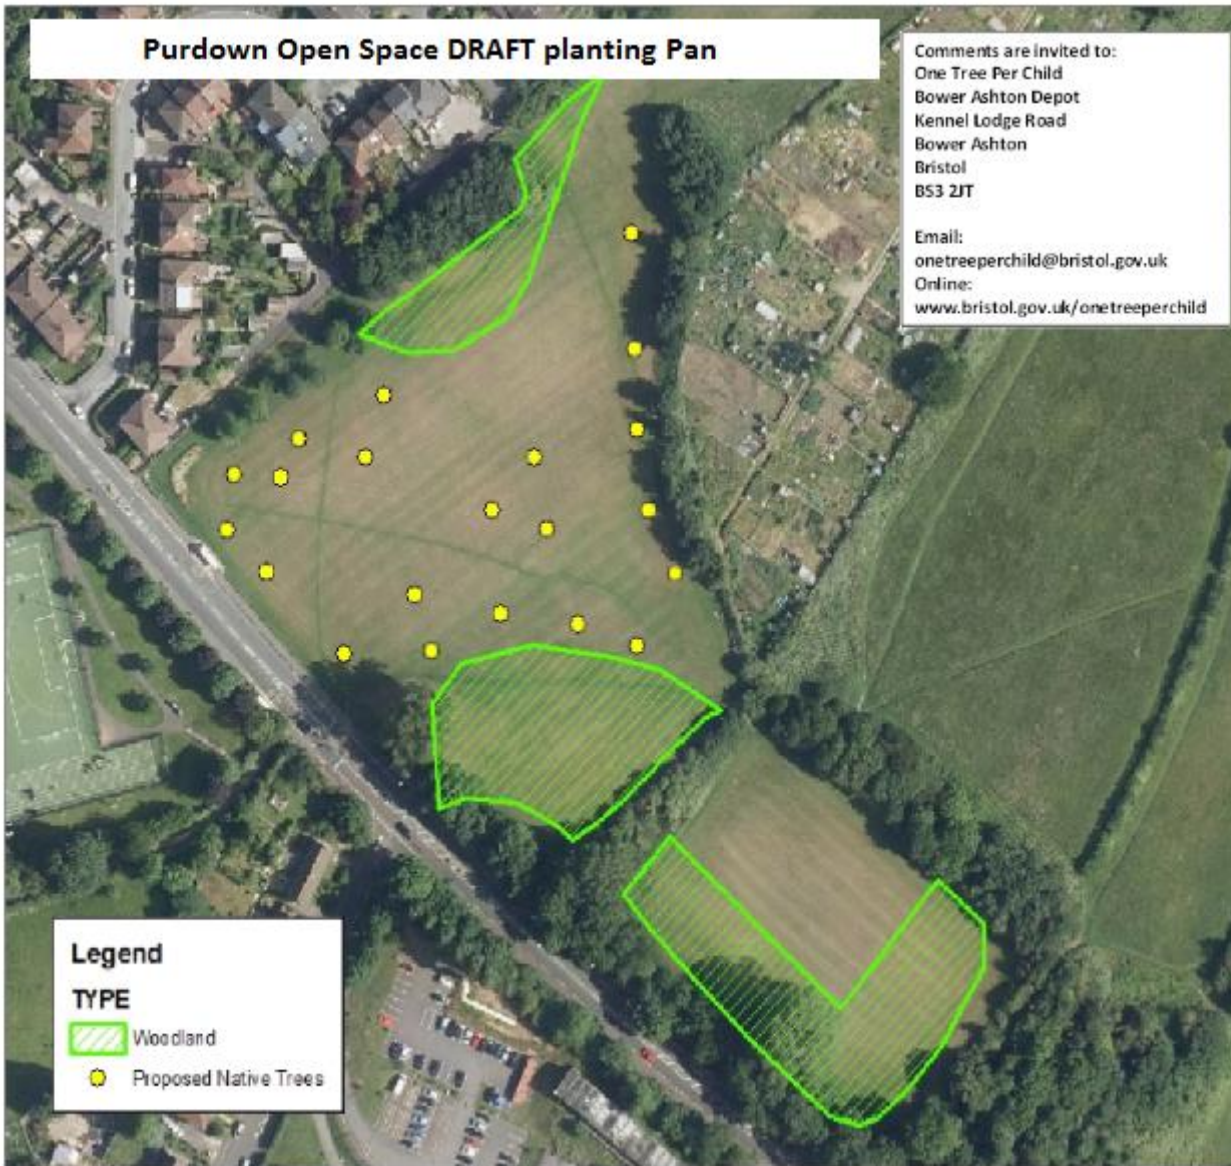 Purdown Open Space DRAFT planting Pan
Comments are invited to:
One Tree Per Child
Bower Ashton Depot
Kennel Lodge Road
Bower Ashton
Bristol
BS3 2JT
Email:
onetreeperchild@bristol.gov.uk
Online:
www.bristol.gov.uk/onetreeperchild
Legend
TYPE
Woodland
Proposed Native Trees